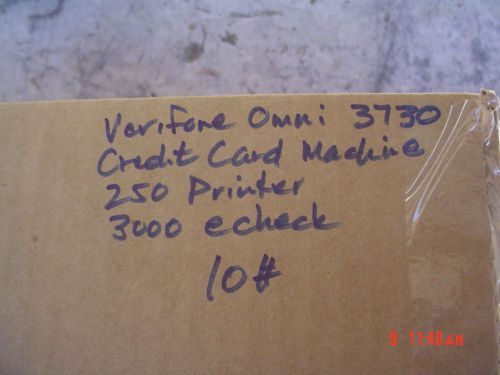 Verifone Omni 3730
Credit Card Machine
250 Printer
3000 echeck
10#
9 11:40 AM